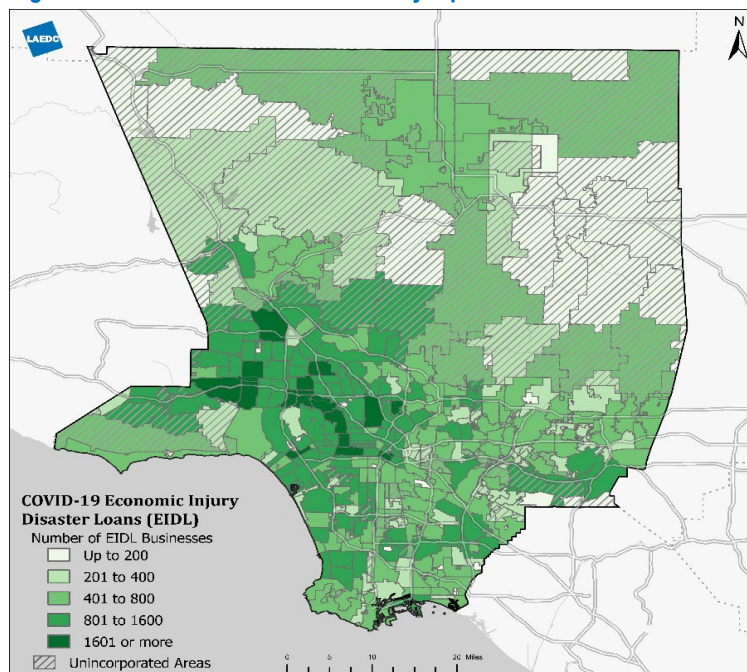 LAEDC
N
COVID-19 Economic Injury
Disaster Loans (EIDL)
Number of EIDL Businesses
Up to 200
201 to 400
401 to 800
801 to 1600
1601 or more
Unincorporated Areas
0 5 10 20 Miles